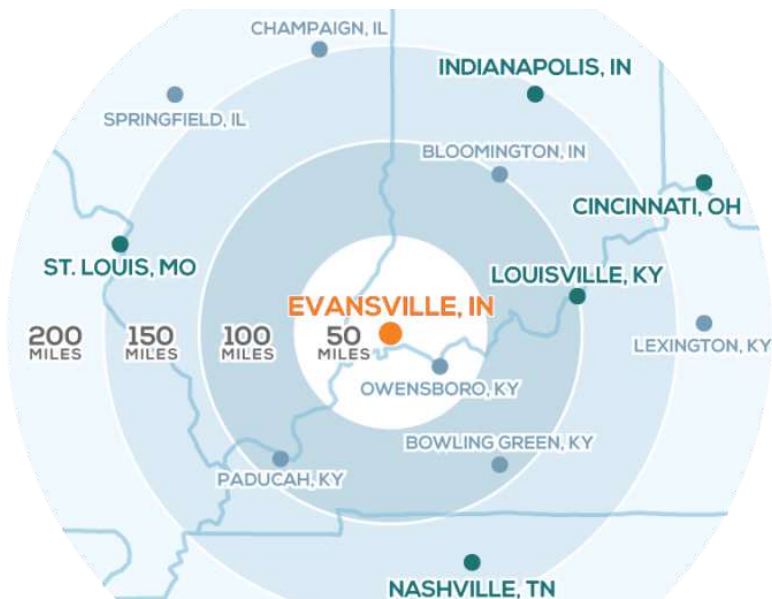 CHAMPAIGN, IL
INDIANAPOLIS, IN
SPRINGFIELD, IL
BLOOMINGTON, IN
CINCINNATI, OH
ST. LOUIS, MO
LOUISVILLE, KY
EVANSVILLE, IN
200
MILES
150
MILES
100
MILES
50
MILES
LEXINGTON, KY
OWENSBORO, KY
BOWLING GREEN, KY
PADUCAH, KY
NASHVILLE, TN